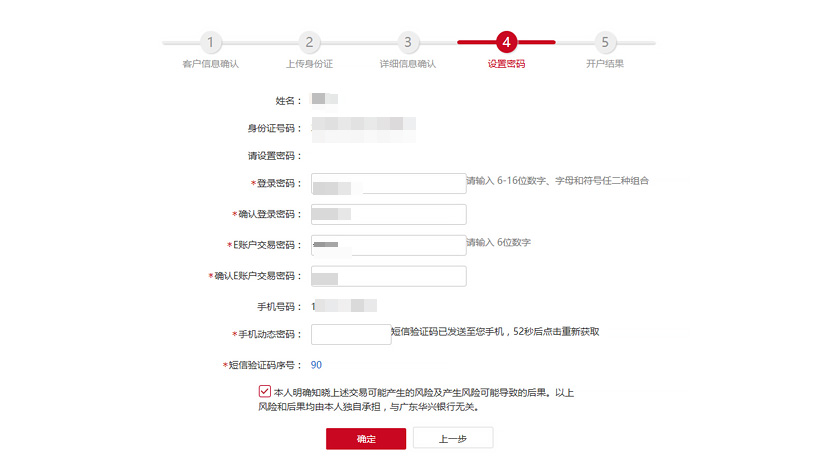 1 2 3 4 5
客户信息确认 上传身份证 详细信息确认 设置密码 开户结果
姓名：
身份证号码：
请设置密码：
*登录密码： 请输入 6-16位数字、字母和符号任二种组合
*确认登录密码：
*E账户交易密码： 请输入 6位数字
*确认E账户交易密码：
手机号码： 1
*手机动态密码： 短信验证码已发送至您手机，52秒后点击重新获取
*短信验证码序号： 90
本人明确知晓上述交易可能产生的风险及产生风险可能导致的后果。以上
风险和后果均由本人独自承担，与广东华兴银行无关。
确定 上一步